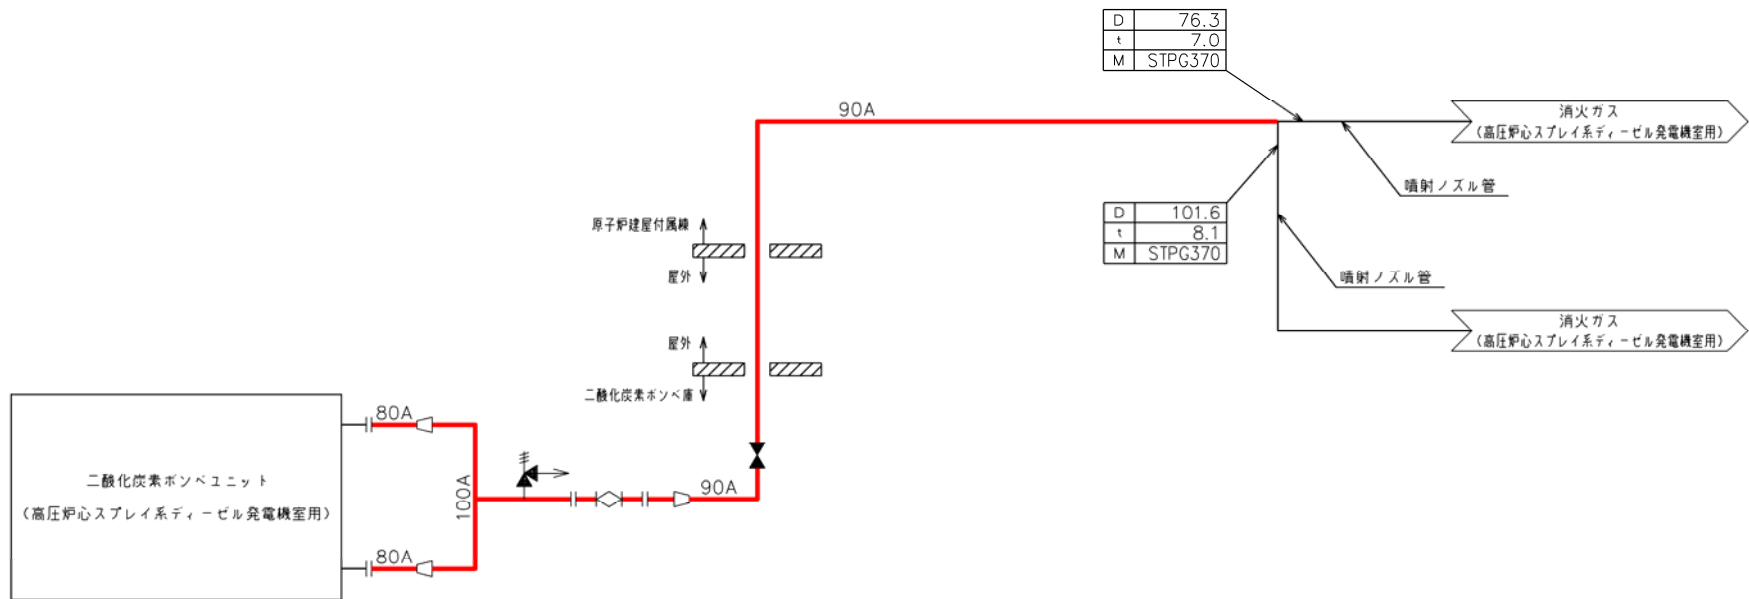 D 76.3
t 7.0
M STPG370
90A
消火ガス
(高圧炉心スプレイ系ディーゼル発電機室用)
噴射ノズル管
D 101.6
t 8.1
M STPG370
原子炉建屋付属棟
屋外
噴射ノズル管
消火ガス
(高圧炉心スプレイ系ディーゼル発電機室用)
屋外
二酸化炭素ボンベ庫
80A
二酸化炭素ボンベユニット
(高圧炉心スプレイ系ディーゼル発電機室用)
100A
90A
80A